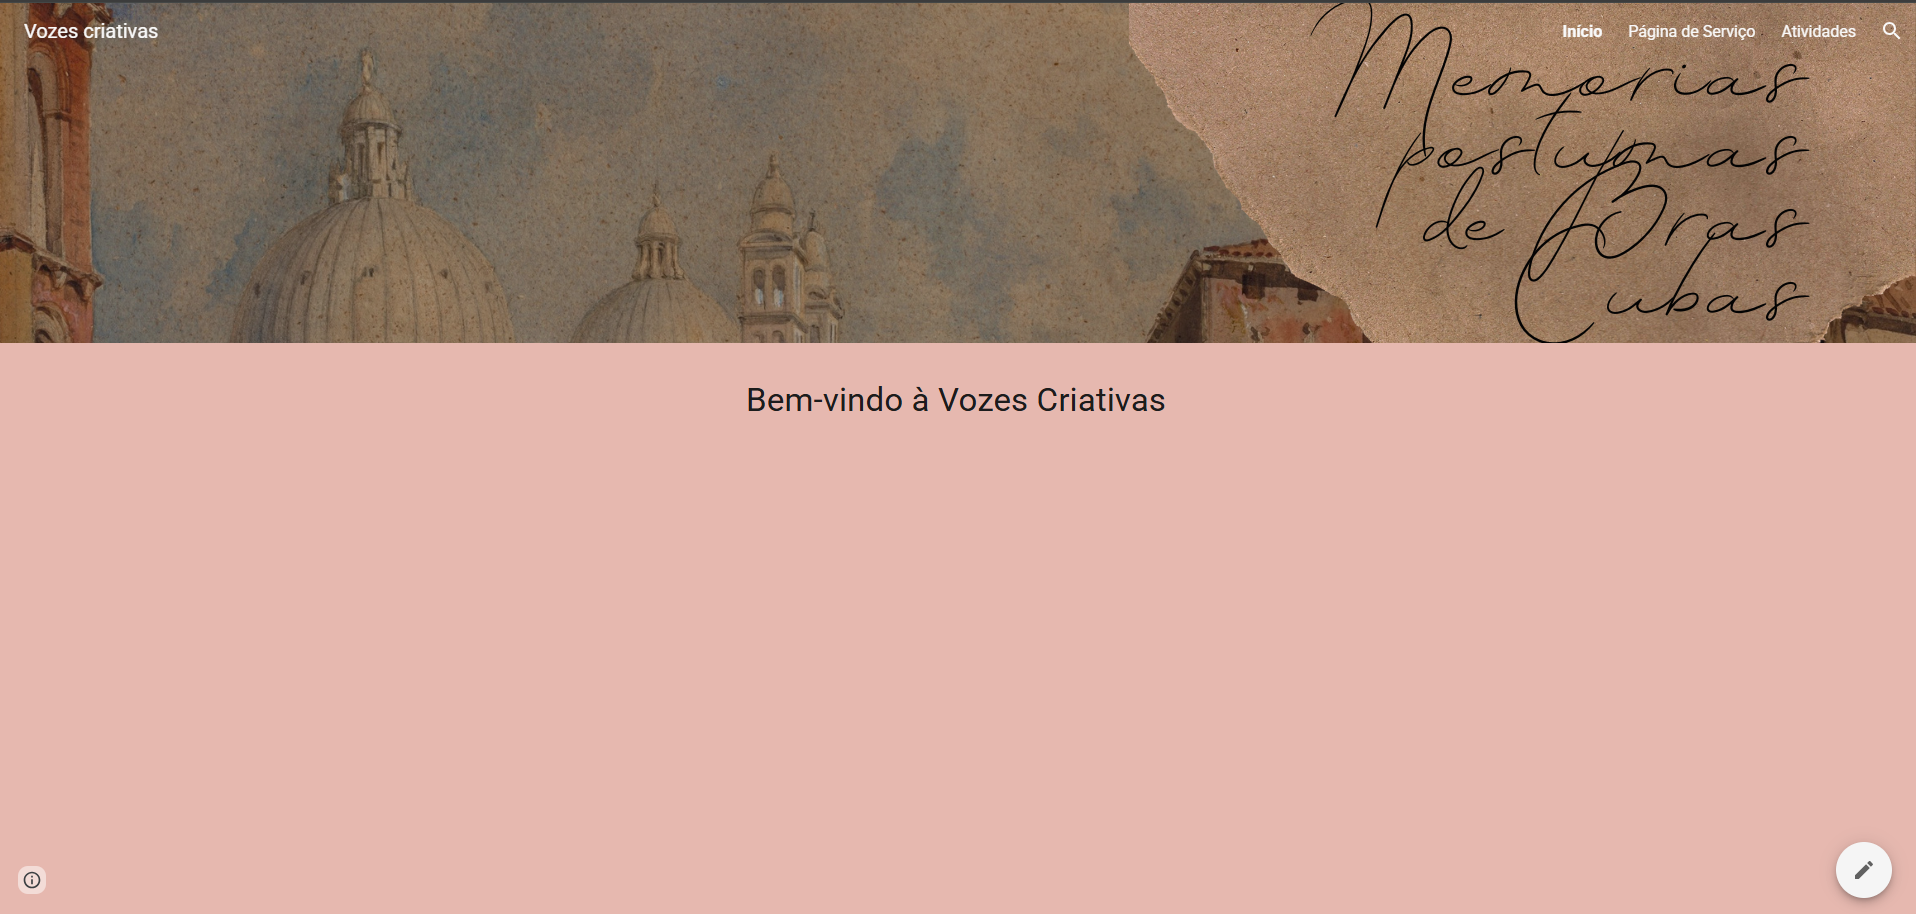 Vozes criativas
Início Página de Serviço Atividades
Memorias
postumas
de Bras
Cubas
Bem-vindo à Vozes Criativas